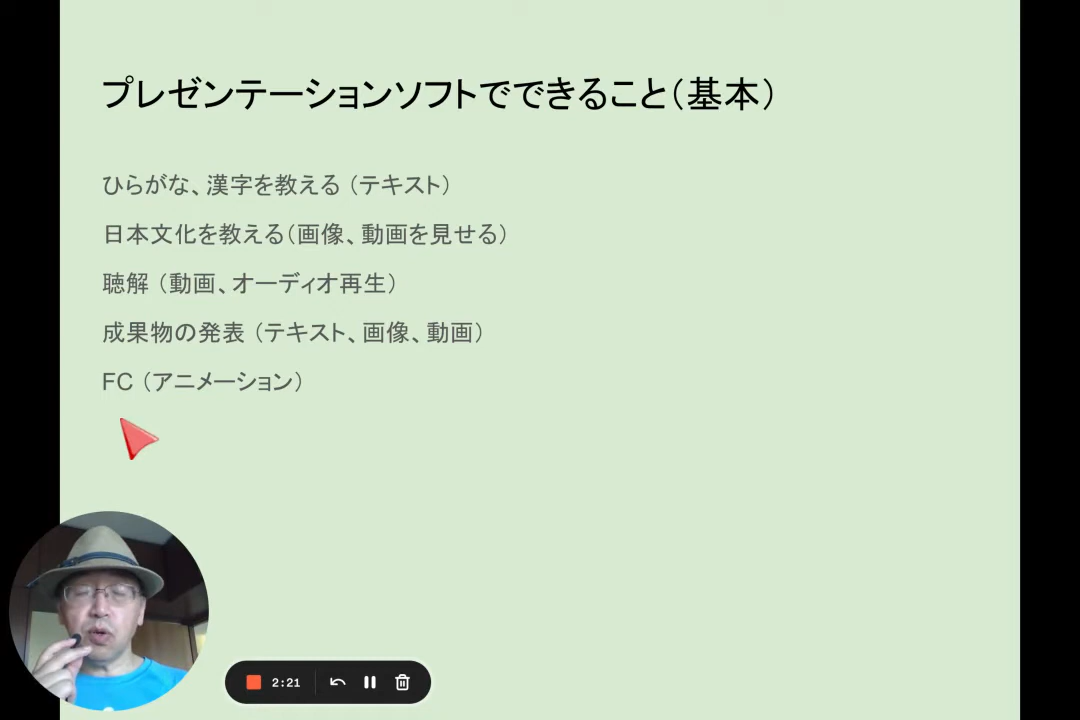 プレゼンテーションソフトでできること（基本）
ひらがな、漢字を教える （テキスト）
日本文化を教える（画像、動画を見せる）
聴解 （動画、オーディオ再生）
成果物の発表 （テキスト、画像、動画）
FC （アニメーション）
2:21